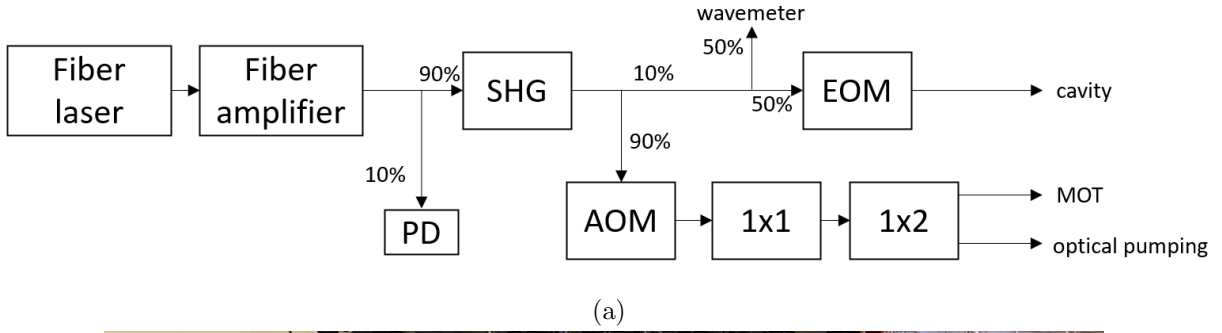 wavemeter
50%
Fiber
laser
Fiber
amplifier
90%
SHG
10%
50%
EOM
cavity
10%
90%
PD
AOM
1x1
1x2
MOT
optical pumping
(a)